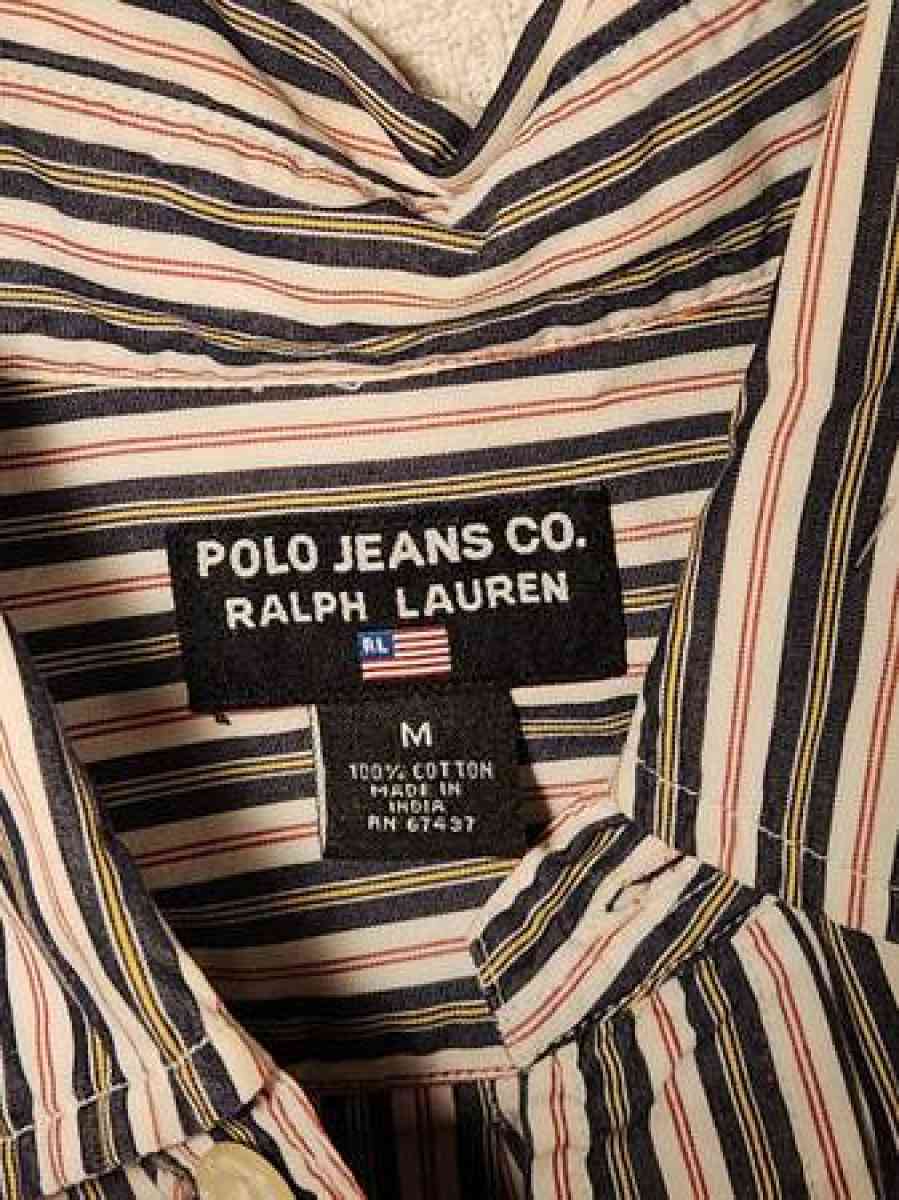 POLO JEANS CO.
RALPH LAUREN
RL
M
100% COTTON
MADE IN
INDIA
RN 67437